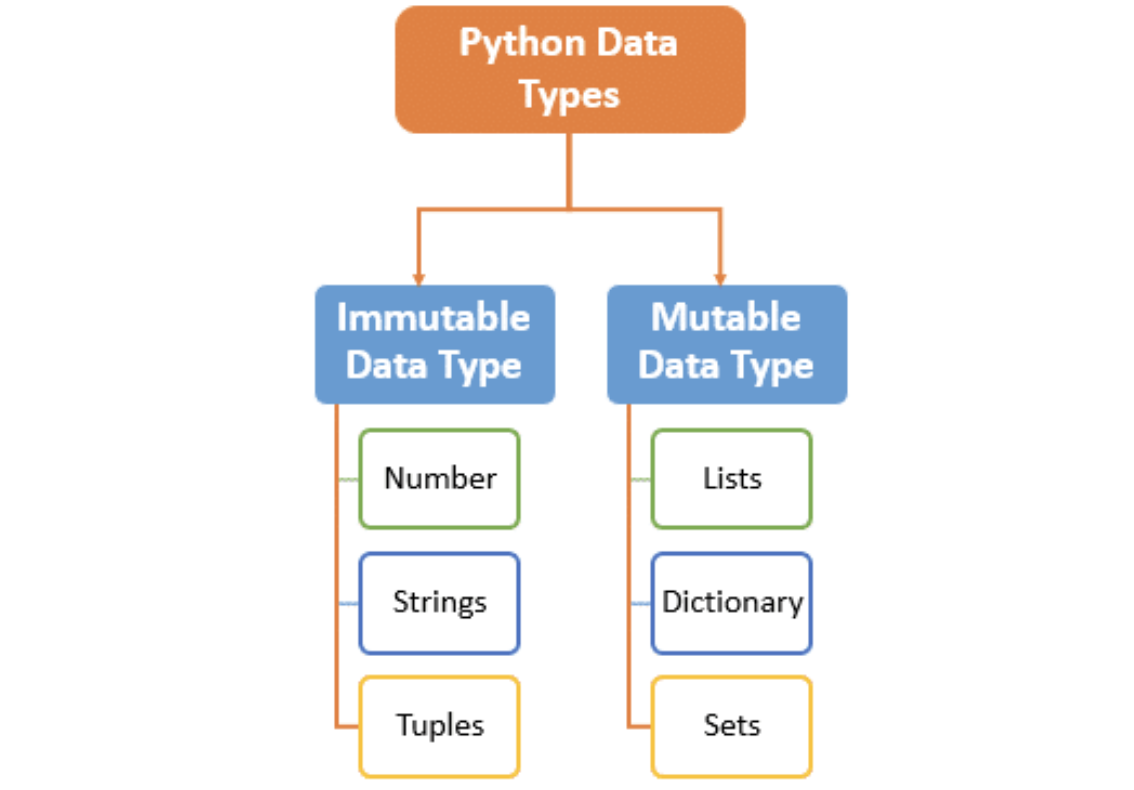 Python Data
Types
Immutable
Data Type
Number
Strings
Tuples
Mutable
Data Type
Lists
Dictionary
Sets